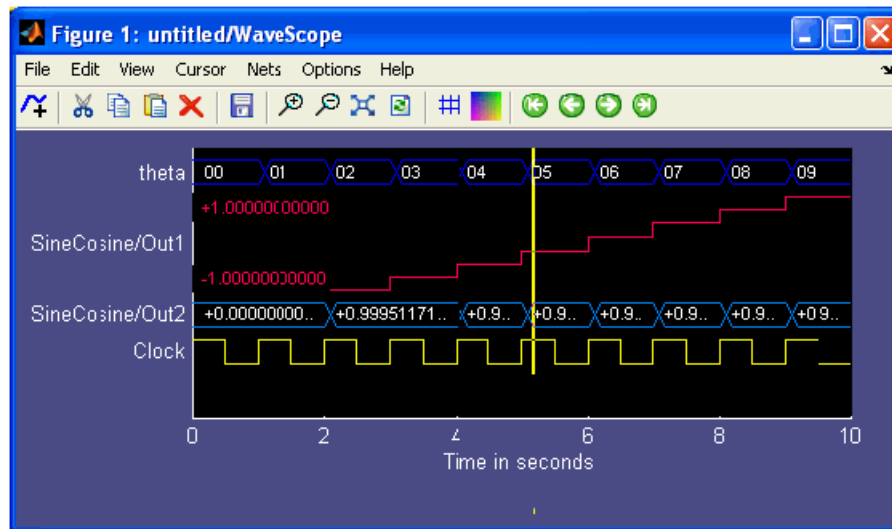 Figure 1: untitled/WaveScope
File Edit View Cursor Nets Options Help
theta 00 01 02 03 04 05 06 07 08 09
+1.00000000000
SineCosine/Out1
-1.00000000000
SineCosine/Out2 +0.00000000.. +0.99951171.. +0.9.. +0.9.. +0.9.. +0.9.. +0.9.. +0.9..
Clock
0 2 4 6 8 10
Time in seconds